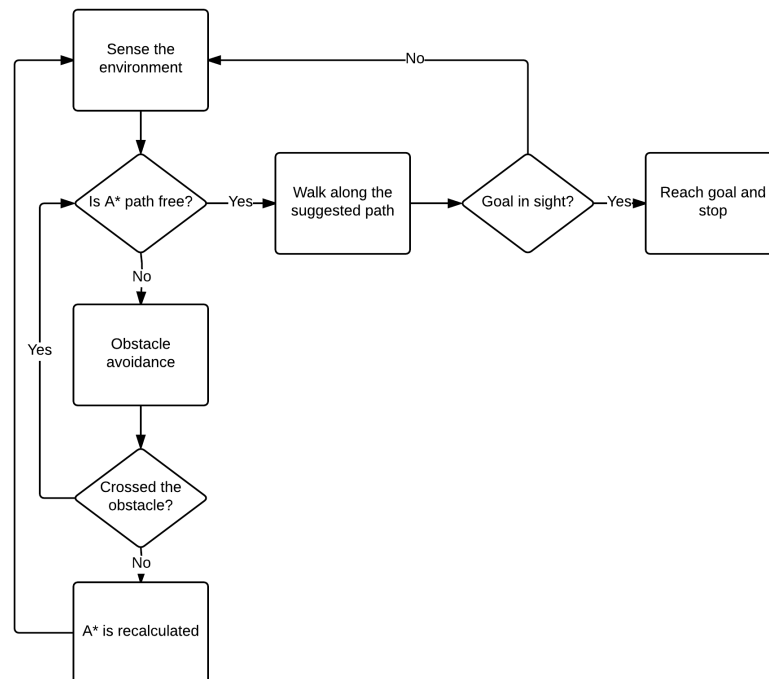 Sense the
environment
No
Is A* path free?
Yes
Walk along the
suggested path
Goal in sight?
Yes
Reach goal and
stop
No
Obstacle
avoidance
Yes
Crossed the
obstacle?
No
A* is recalculated